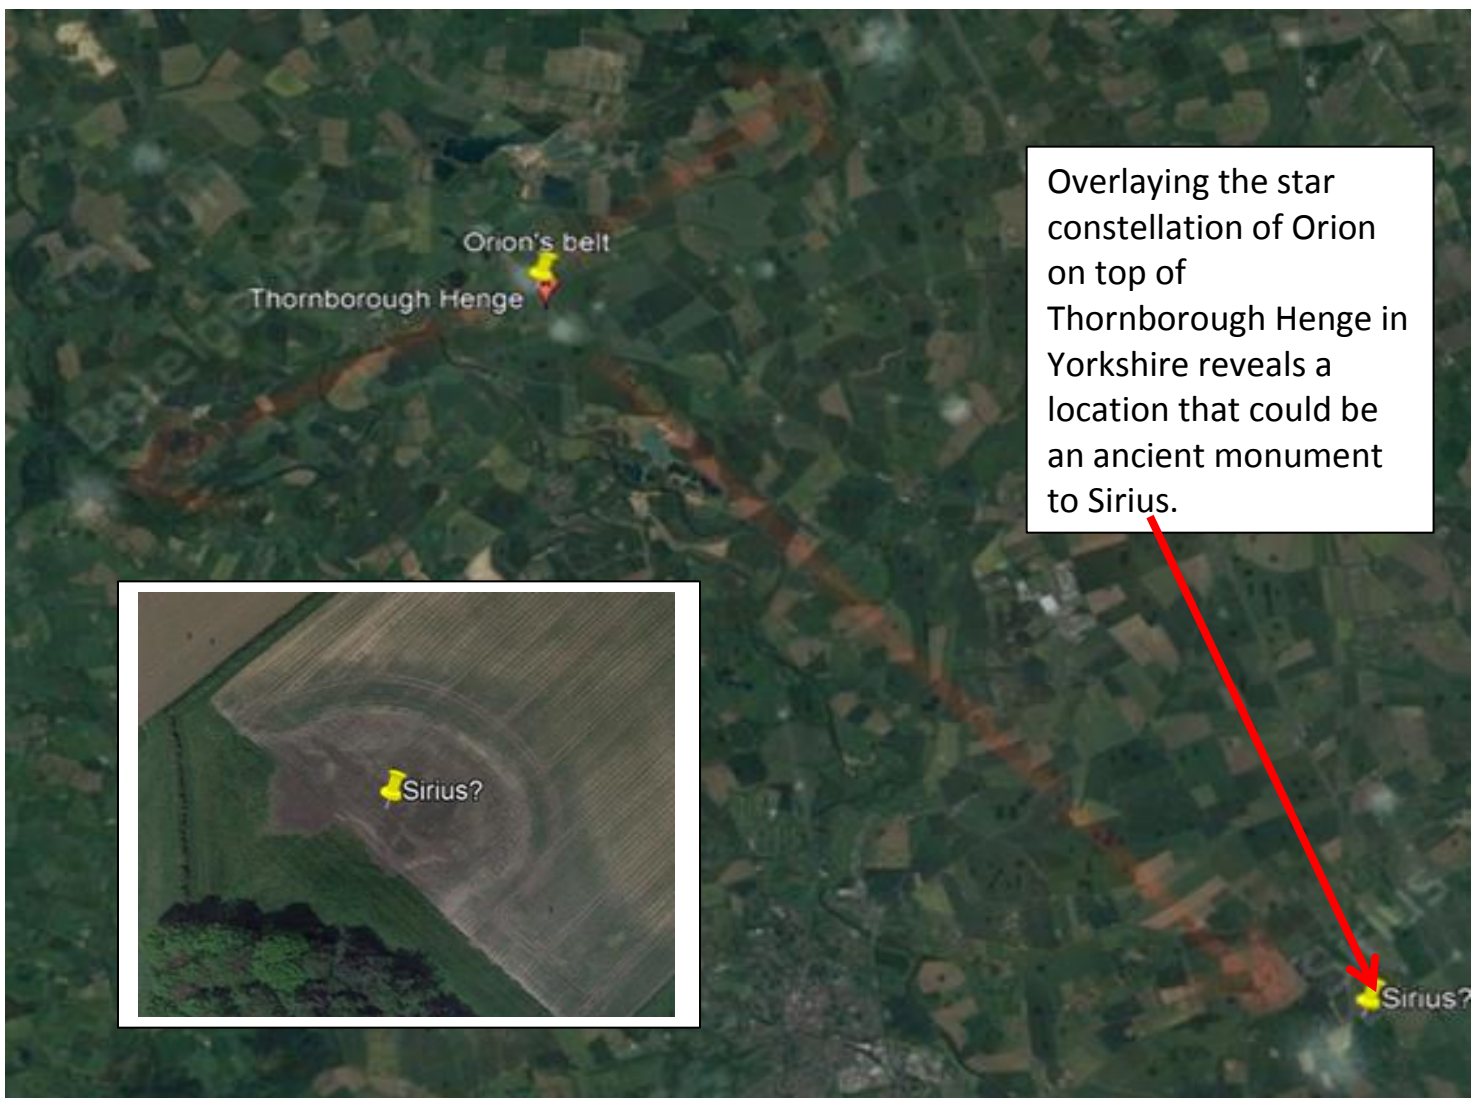 Orion's belt
Thornborough Henge
Overlaying the star
constellation of Orion
on top of
Thornborough Henge in
Yorkshire reveals a
location that could be
an ancient monument
to Sirius.
Sirius?
Sirius?